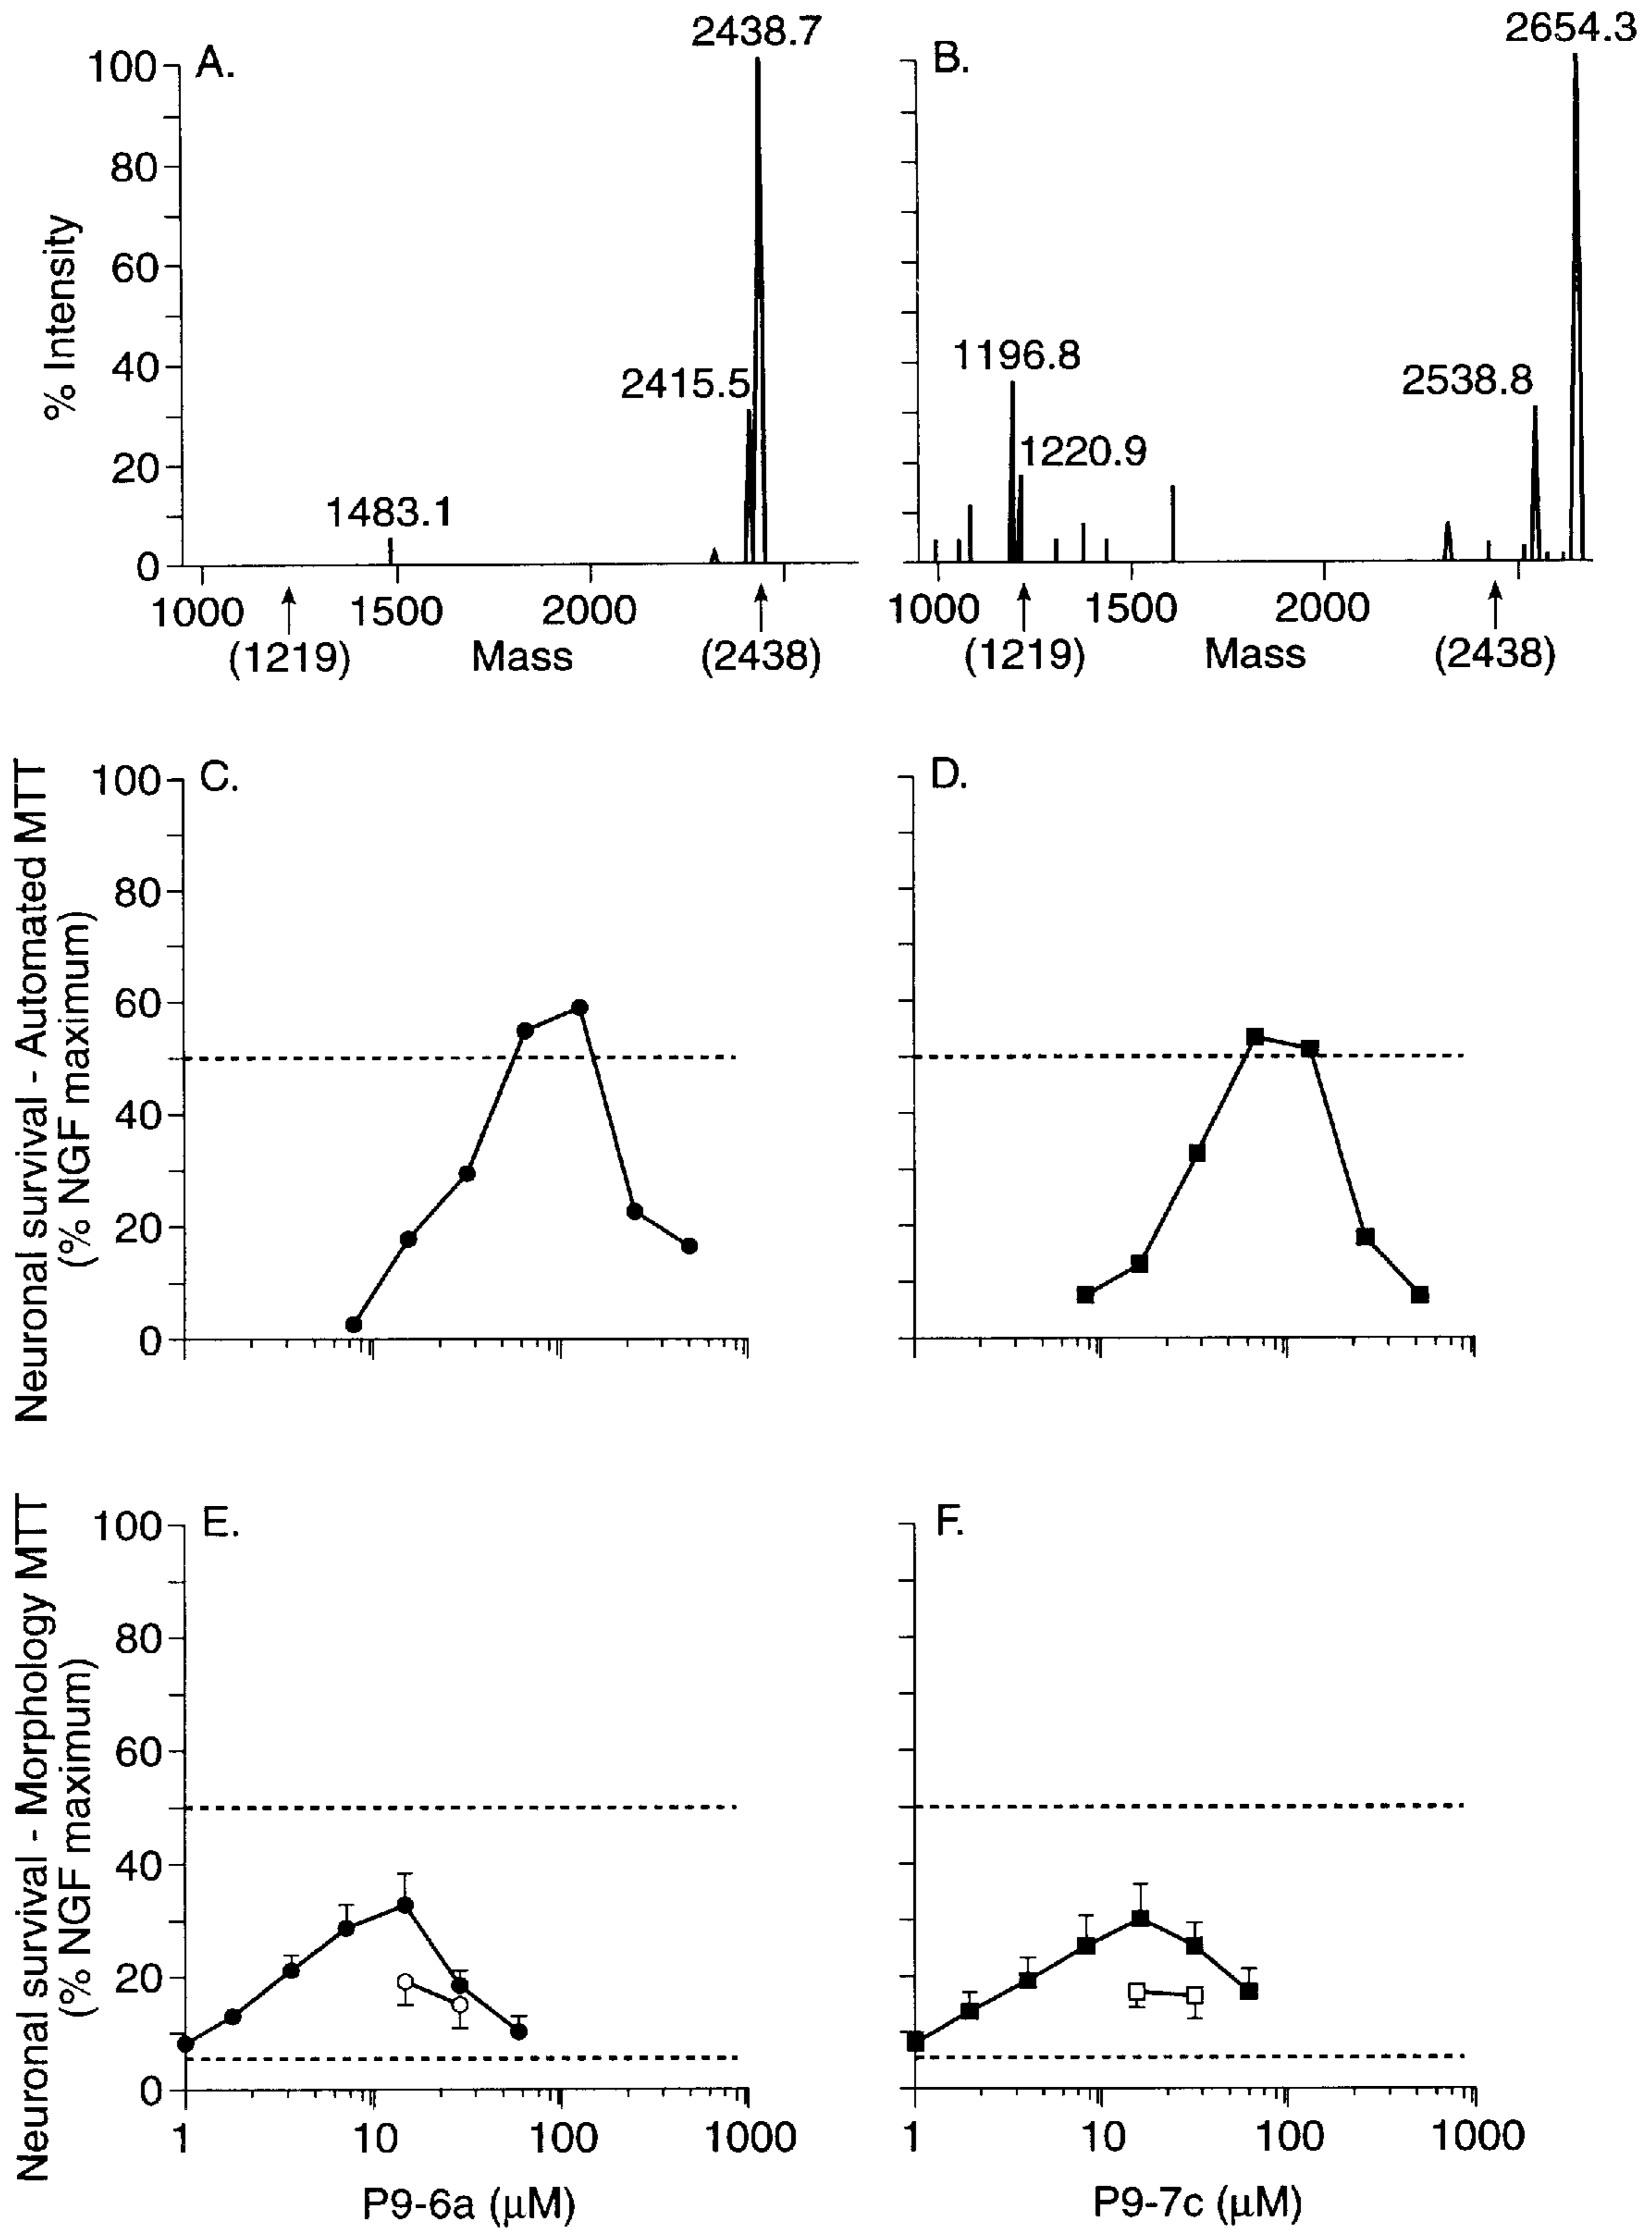 A.
2438.7
100
80
60
40
20
0
% Intensity
2415.5
1483.1
1000 1500 2000
(1219) Mass (2438)
B.
2654.3
1196.8
1220.9
2538.8
1000 1500 2000
(1219) Mass (2438)
C.
100
80
60
40
20
0
Neuronal survival - Automated MTT
(% NGF maximum)
D.
E.
100
80
60
40
20
0
Neuronal survival - Morphology MTT
(% NGF maximum)
1 10 100 1000
P9-6a (μM)
F.
1 10 100 1000
P9-7c (μM)